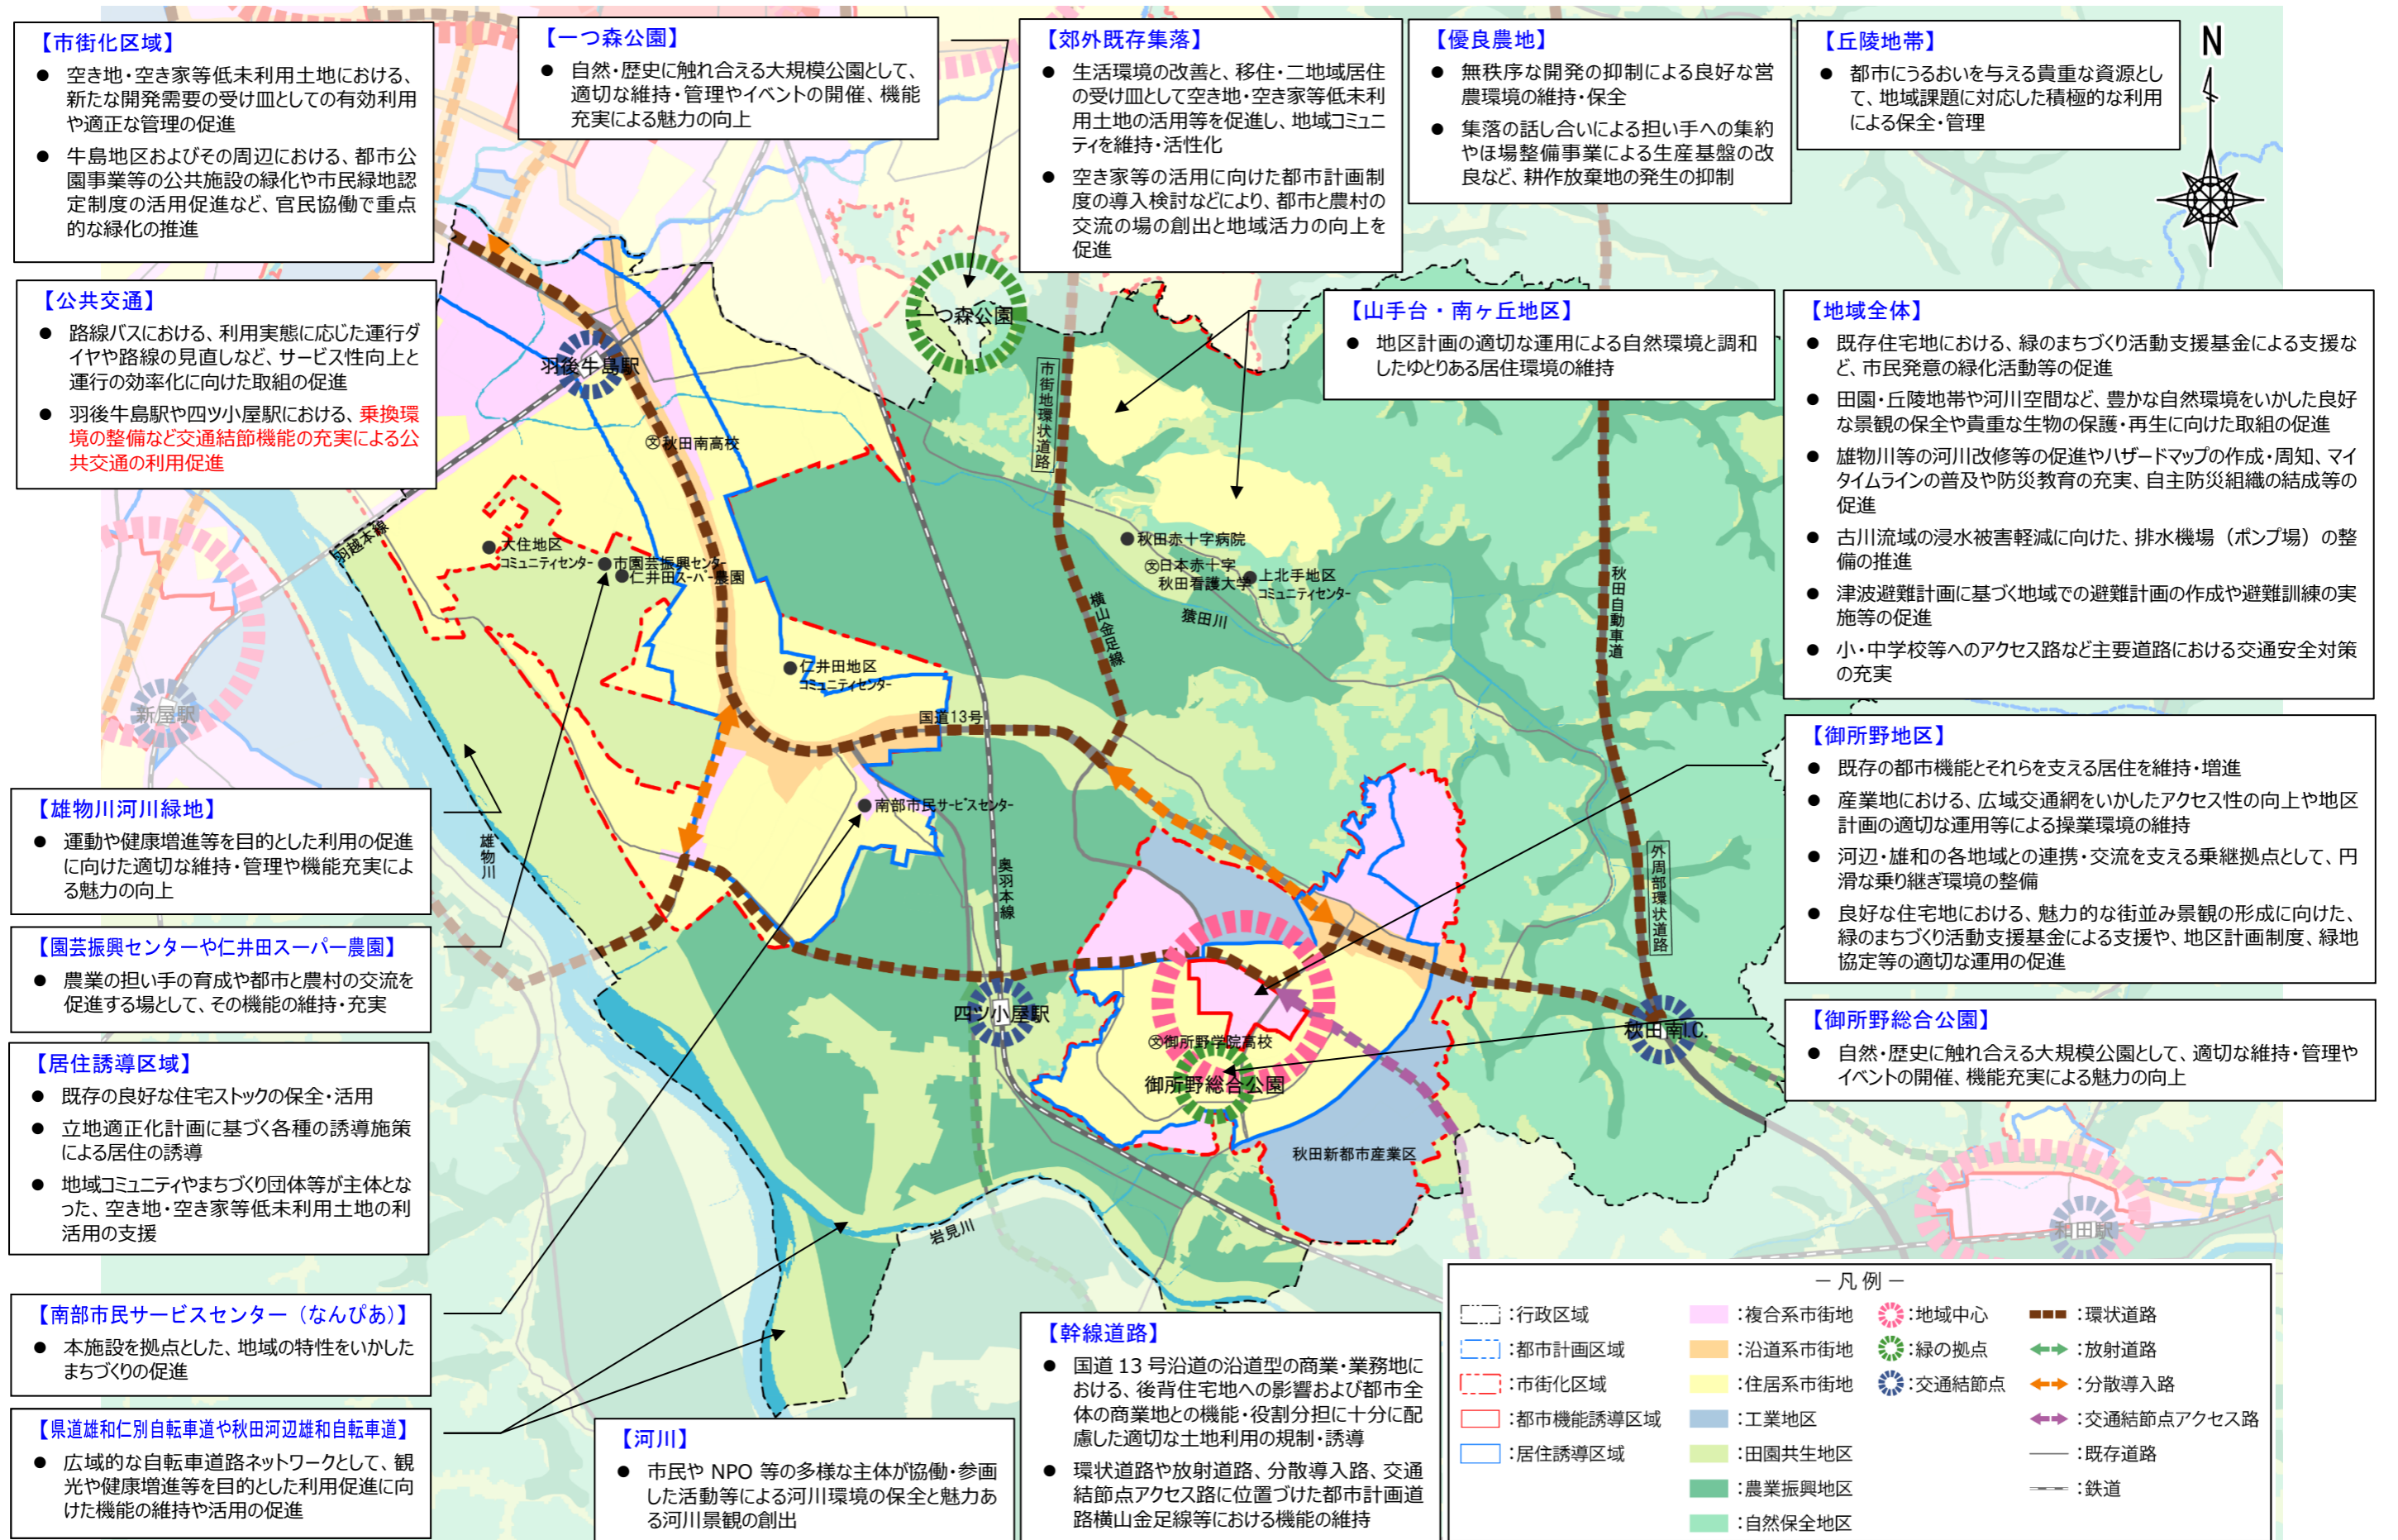 【市街化区域】
● 空き地・空き家等低未利用土地における、
新たな開発需要の受け皿としての有効利用
や適正な管理の促進
● 牛島地区およびその周辺における、都市公
園事業等の公共施設の緑化や市民緑地認
定制度の活用促進など、官民協働で重点
的な緑化の推進
【一つ森公園】
● 自然・歴史に触れ合える大規模公園として、
適切な維持・管理やイベントの開催、機能
充実による魅力の向上
【郊外既存集落】
● 生活環境の改善と、移住・二地域居住
の受け皿として空き地・空き家等低未利
用土地の活用等を促進し、地域コミュニ
ティを維持・活性化
● 空き家等の活用に向けた都市計画制
度の導入検討などにより、都市と農村の
交流の場の創出と地域活力の向上を
促進
【優良農地】
● 無秩序な開発の抑制による良好な営
農環境の維持・保全
● 集落の話し合いによる担い手への集約
やほ場整備事業による生産基盤の改
良など、耕作放棄地の発生の抑制
【丘陵地帯】
● 都市にうるおいを与える貴重な資源とし
て、地域課題に対応した積極的な利用
による保全・管理
N
【公共交通】
● 路線バスにおける、利用実態に応じた運行ダ
イヤや路線の見直しなど、サービス性向上と
運行の効率化に向けた取組の促進
● 羽後牛島駅や四ツ小屋駅における、乗換環
境の整備など交通結節機能の充実による公
共交通の利用促進
【山手台・南ヶ丘地区】
● 地区計画の適切な運用による自然環境と調和
したゆとりある居住環境の維持
【地域全体】
● 既存住宅地における、緑のまちづくり活動支援基金による支援な
ど、市民発意の緑化活動等の促進
● 田園・丘陵地帯や河川空間など、豊かな自然環境をいかした良好
な景観の保全や貴重な生物の保護・再生に向けた取組の促進
● 雄物川等の河川改修等の促進やハザードマップの作成・周知、マイ
タイムラインの普及や防災教育の充実、自主防災組織の結成等の
促進
● 古川流域の浸水被害軽減に向けた、排水機場（ポンプ場）の整
備の推進
● 津波避難計画に基づく地域での避難計画の作成や避難訓練の実
施等の促進
● 小・中学校等へのアクセス路など主要道路における交通安全対策
の充実
一つ森公園
羽後牛島駅
市街地環状道路
秋田南高校
羽越本線
大住地区
コミュニティセンター
市園芸振興センター
仁井田スーパー農園
秋田赤十字病院
日本赤十字
秋田看護大学
上北手地区
コミュニティセンター
猿田川
横山金足線
秋田自動車道
仁井田地区
コミュニティセンター
新屋駅
国道13号
南部市民サービスセンター
雄物川
奥羽本線
外周部環状道路
四ツ小屋駅
秋田南I.C.
御所野学院高校
御所野総合公園
秋田新都市産業区
岩見川
和田駅
【御所野地区】
● 既存の都市機能とそれらを支える居住を維持・増進
● 産業地における、広域交通網をいかしたアクセス性の向上や地区
計画の適切な運用等による操業環境の維持
● 河辺・雄和の各地域との連携・交流を支える乗継拠点として、円
滑な乗り継ぎ環境の整備
● 良好な住宅地における、魅力的な街並み景観の形成に向けた、
緑のまちづくり活動支援基金による支援や、地区計画制度、緑地
協定等の適切な運用の促進
【雄物川河川緑地】
● 運動や健康増進等を目的とした利用の促進
に向けた適切な維持・管理や機能充実によ
る魅力の向上
【園芸振興センターや仁井田スーパー農園】
● 農業の担い手の育成や都市と農村の交流を
促進する場として、その機能の維持・充実
【御所野総合公園】
● 自然・歴史に触れ合える大規模公園として、適切な維持・管理や
イベントの開催、機能充実による魅力の向上
【居住誘導区域】
● 既存の良好な住宅ストックの保全・活用
● 立地適正化計画に基づく各種の誘導施策
による居住の誘導
● 地域コミュニティやまちづくり団体等が主体とな
った、空き地・空き家等低未利用土地の利
活用の支援
【南部市民サービスセンター（なんぴあ）】
● 本施設を拠点とした、地域の特性をいかした
まちづくりの促進
【県道雄和仁別自転車道や秋田河辺雄和自転車道】
● 広域的な自転車道路ネットワークとして、観
光や健康増進等を目的とした利用促進に向
けた機能の維持や活用の促進
【河川】
● 市民や NPO 等の多様な主体が協働・参画
した活動等による河川環境の保全と魅力あ
る河川景観の創出
【幹線道路】
● 国道 13 号沿道の沿道型の商業・業務地に
おける、後背住宅地への影響および都市全
体の商業地との機能・役割分担に十分に配
慮した適切な土地利用の規制・誘導
● 環状道路や放射道路、分散導入路、交通
結節点アクセス路に位置づけた都市計画道
路横山金足線等における機能の維持
－ 凡 例 －
：行政区域
：都市計画区域
：市街化区域
：都市機能誘導区域
：居住誘導区域
：複合系市街地
：沿道系市街地
：住居系市街地
：工業地区
：田園共生地区
：農業振興地区
：自然保全地区
：地域中心
：緑の拠点
：交通結節点
：環状道路
：放射道路
：分散導入路
：交通結節点アクセス路
：既存道路
：鉄道